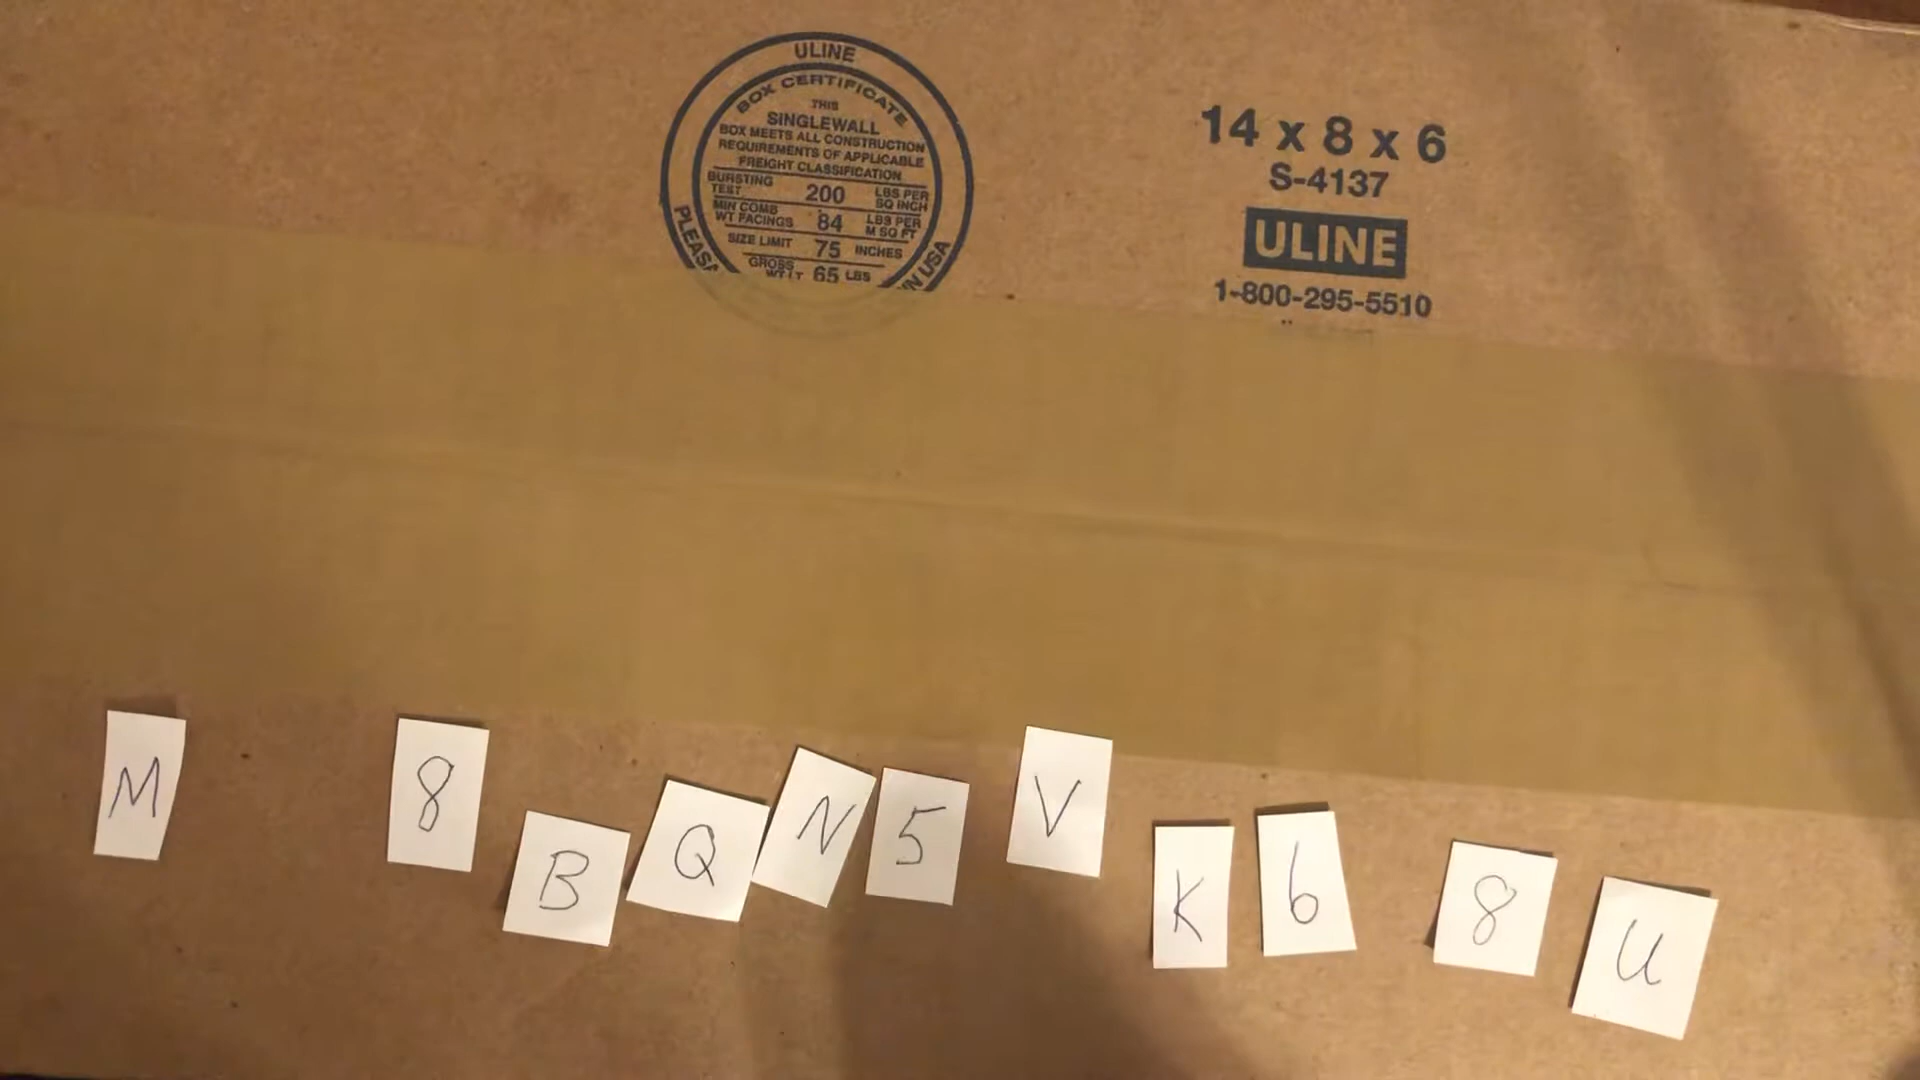 ULINE
BOX CERTIFICATE
THIS
SINGLEWALL
BOX MEETS ALL CONSTRUCTION
REQUIREMENTS OF APPLICABLE
FREIGHT CLASSIFICATION
BURSTING TEST 200 LBS PER SQ INCH
MIN COMB WT FACINGS 84 LBS PER M SQ FT
SIZE LIMIT 75 INCHES
GROSS WT LT 65 LBS
IN USA
14 x 8 x 6
S-4137
ULINE
1-800-295-5510
M 8 B Q N 5 V K 6 8 U